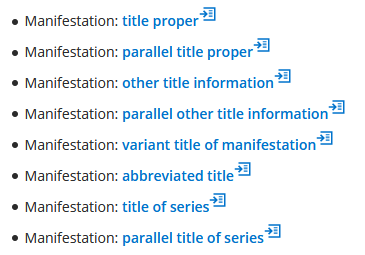 Manifestation: title proper
Manifestation: parallel title proper
Manifestation: other title information
Manifestation: parallel other title information
Manifestation: variant title of manifestation
Manifestation: abbreviated title
Manifestation: title of series
Manifestation: parallel title of series